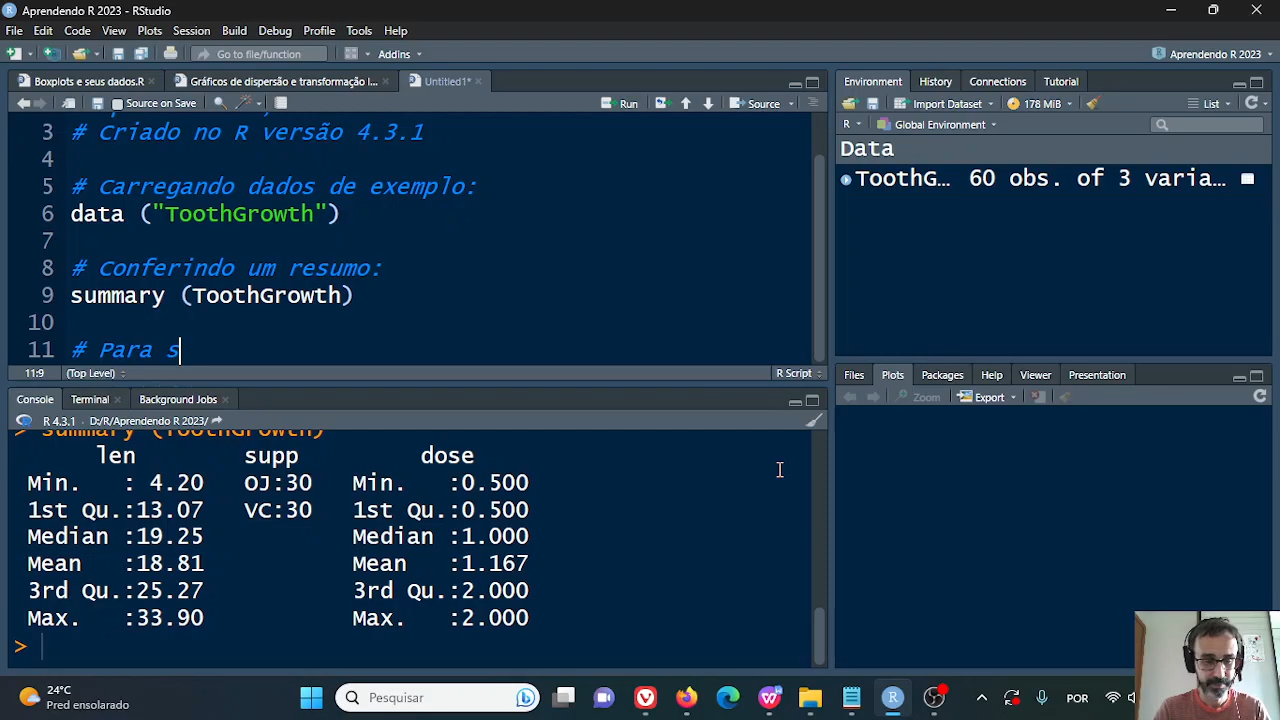 Aprendendo R 2023 - RStudio
File Edit Code View Plots Session Build Debug Profile Tools Help
Go to file/function Addins Aprendendo R 2023
Boxplots e seus dados.R Gráficos de dispersão e transformação l... Untitled1*
Source on Save Run Source
3 # Criado no R versão 4.3.1
4
5 # Carregando dados de exemplo:
6 data ("ToothGrowth")
7
8 # Conferindo um resumo:
9 summary (ToothGrowth)
10
11 # Para s
11:9 (Top Level) R Script
Console Terminal Background Jobs
R 4.3.1 · D:/R/Aprendendo R 2023/
> summary (ToothGrowth)
len supp dose
Min. : 4.20 OJ:30 Min. :0.500
1st Qu.:13.07 VC:30 1st Qu.:0.500
Median :19.25 Median :1.000
Mean :18.81 Mean :1.167
3rd Qu.:25.27 3rd Qu.:2.000
Max. :33.90 Max. :2.000
>
Environment History Connections Tutorial
Import Dataset 178 MiB List
R Global Environment
Data
ToothG... 60 obs. of 3 varia...
Files Plots Packages Help Viewer Presentation
Zoom Export
24°C
Pred ensolarado
Pesquisar
POR